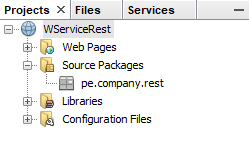 Projects × Files Services
WServiceRest
Web Pages
Source Packages
pe.company.rest
Libraries
Configuration Files